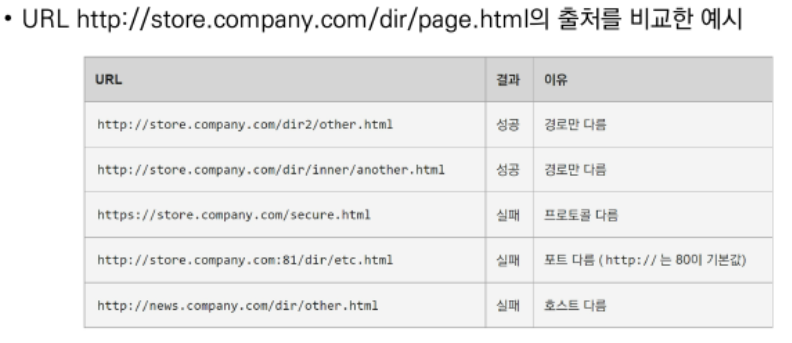 • URL http://store.company.com/dir/page.html의 출처를 비교한 예시
URL 결과 이유
http://store.company.com/dir2/other.html 성공 경로만 다름
http://store.company.com/dir/inner/another.html 성공 경로만 다름
https://store.company.com/secure.html 실패 프로토콜 다름
http://store.company.com:81/dir/etc.html 실패 포트 다름 (http:// 는 80이 기본값)
http://news.company.com/dir/other.html 실패 호스트 다름